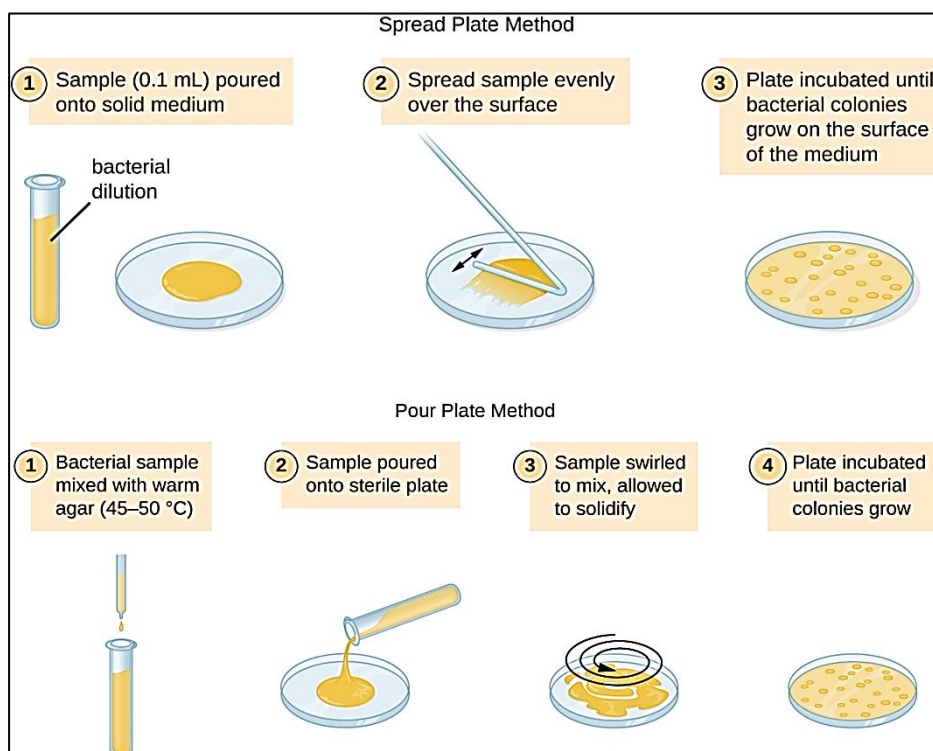 Spread Plate Method
1 Sample (0.1 mL) poured
onto solid medium
2 Spread sample evenly
over the surface
3 Plate incubated until
bacterial colonies
grow on the surface
of the medium
bacterial
dilution
Pour Plate Method
1 Bacterial sample
mixed with warm
agar (45–50 °C)
2 Sample poured
onto sterile plate
3 Sample swirled
to mix, allowed
to solidify
4 Plate incubated
until bacterial
colonies grow